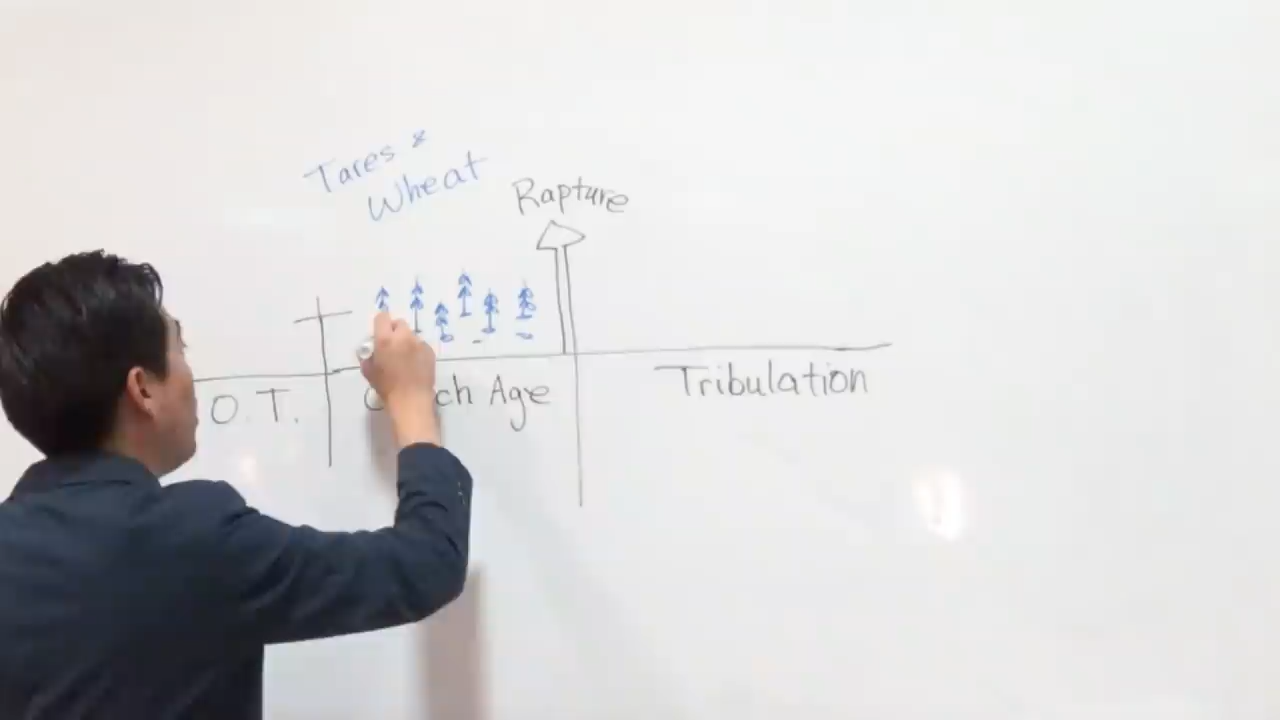 Tares &
Wheat
Rapture
O.T.
Age
Tribulation